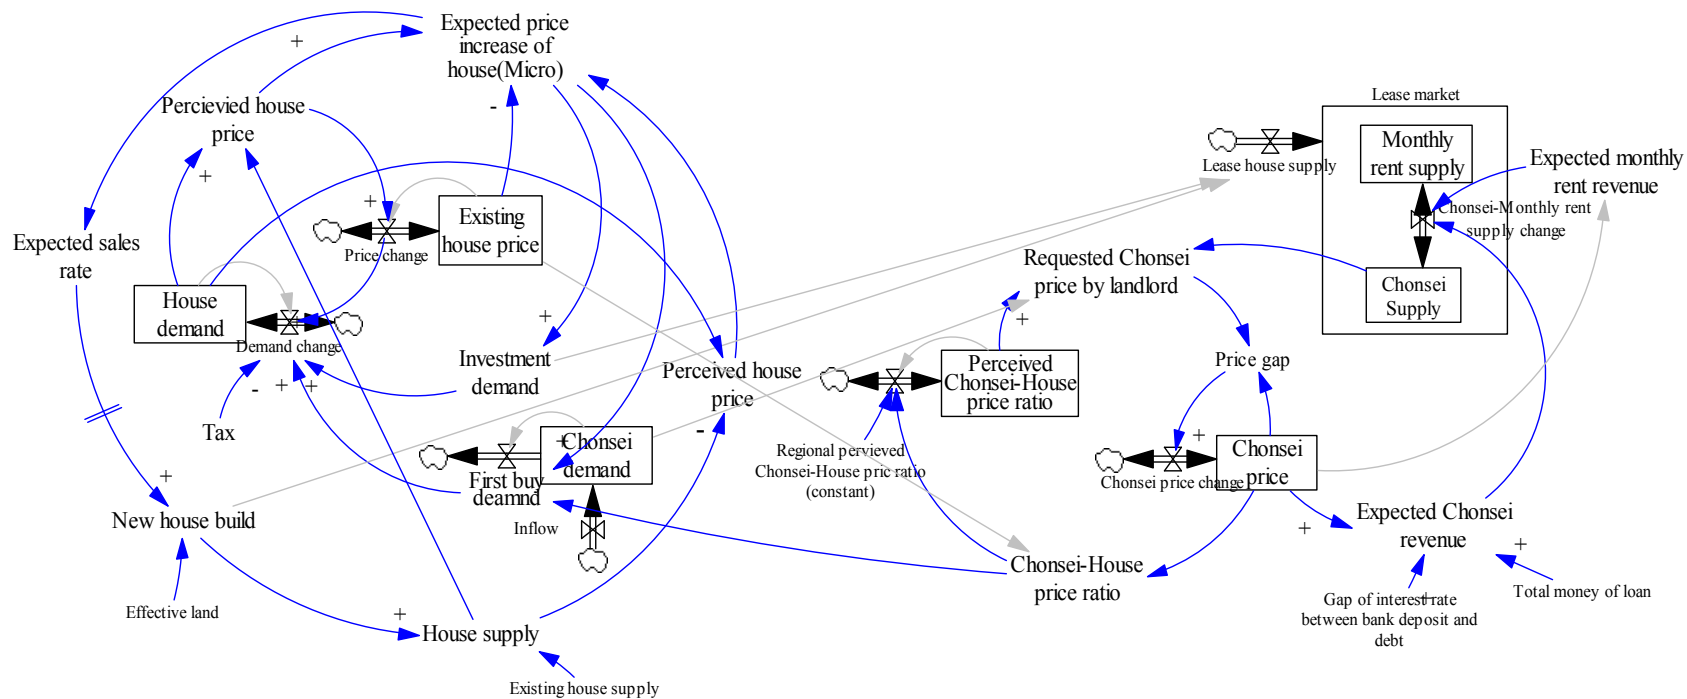 Expected price
increase of
house(Micro)
+
-
Percievied house
price
+
Lease market
Monthly
rent supply
Lease house supply
Expected monthly
rent revenue
Chonsei-Monthly rent
supply change
Chonsei
Supply
+
Existing
house price
Price change
Expected sales
rate
House
demand
Demand change
Requested Chonsei
price by landlord
+
+
Investment
demand
Perceived house
price
-
Perceived
Chonsei-House
price ratio
Price gap
- + +
Tax
+
Chonsei
demand
First buy
deamnd
Inflow
Regional pervieved
Chonsei-House pric ratio
(constant)
+
Chonsei
price
Chonsei price change
+
New house build
Effective land
+
House supply
Existing house supply
Chonsei-House
price ratio
+
Expected Chonsei
revenue
+
Total money of loan
+
Gap of interest rate
between bank deposit and
debt